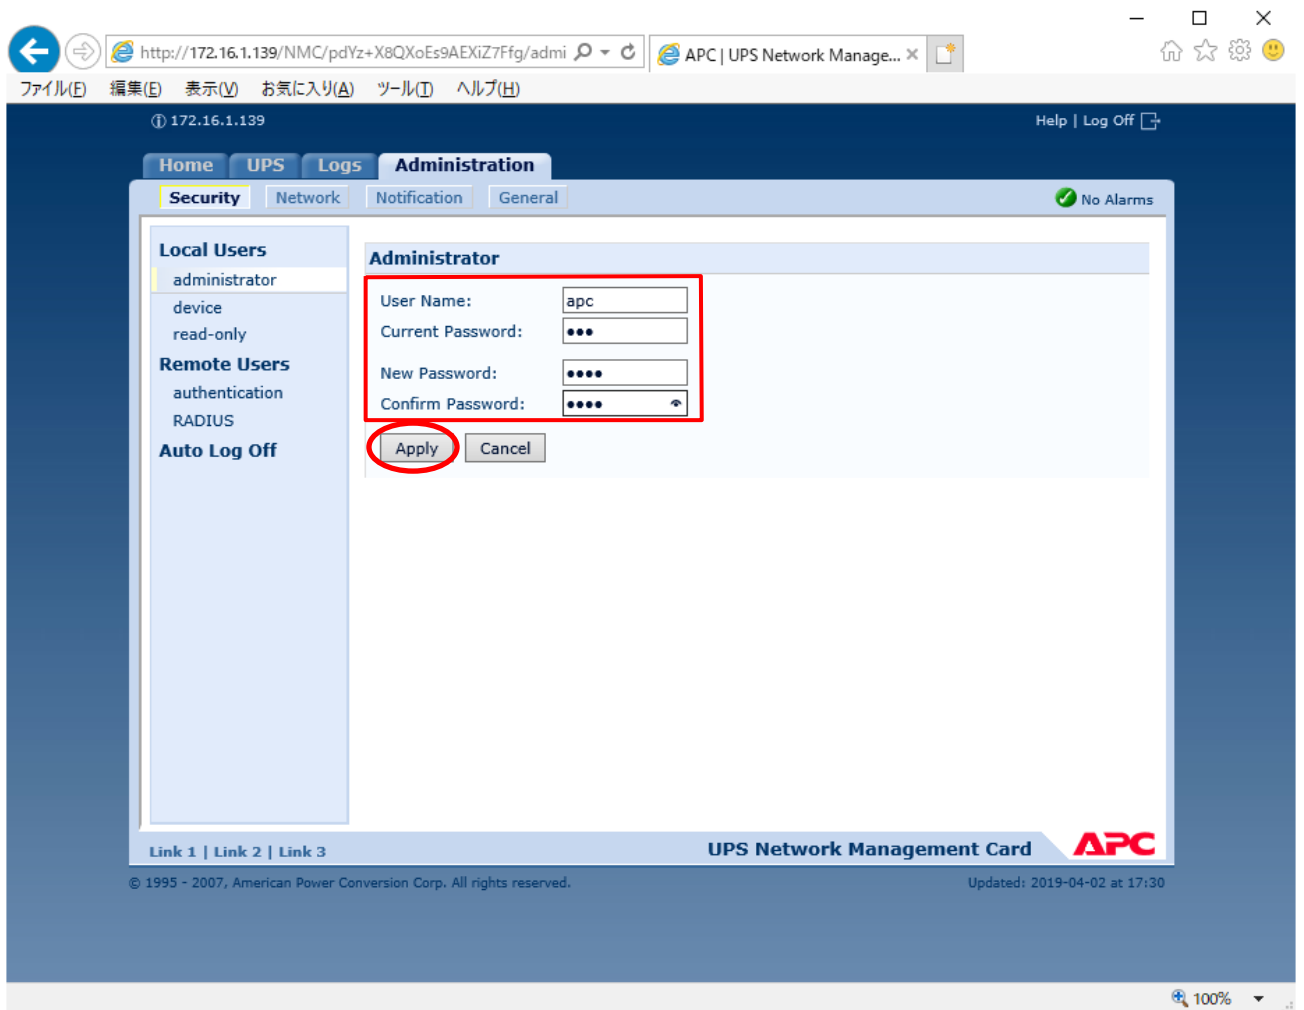 http://172.16.1.139/NMC/pdYz+X8QXoEs9AEXiZ7Ffg/admi
APC | UPS Network Manage...
ファイル(F) 編集(E) 表示(V) お気に入り(A) ツール(T) ヘルプ(H)
172.16.1.139
Help | Log Off
Home UPS Logs Administration
Security Network Notification General
No Alarms
Local Users
administrator
device
read-only
Remote Users
authentication
RADIUS
Auto Log Off
Administrator
User Name: apc
Current Password: •••
New Password: ••••
Confirm Password: ••••
Apply Cancel
Link 1 | Link 2 | Link 3
UPS Network Management Card
APC
© 1995 - 2007, American Power Conversion Corp. All rights reserved.
Updated: 2019-04-02 at 17:30
100%